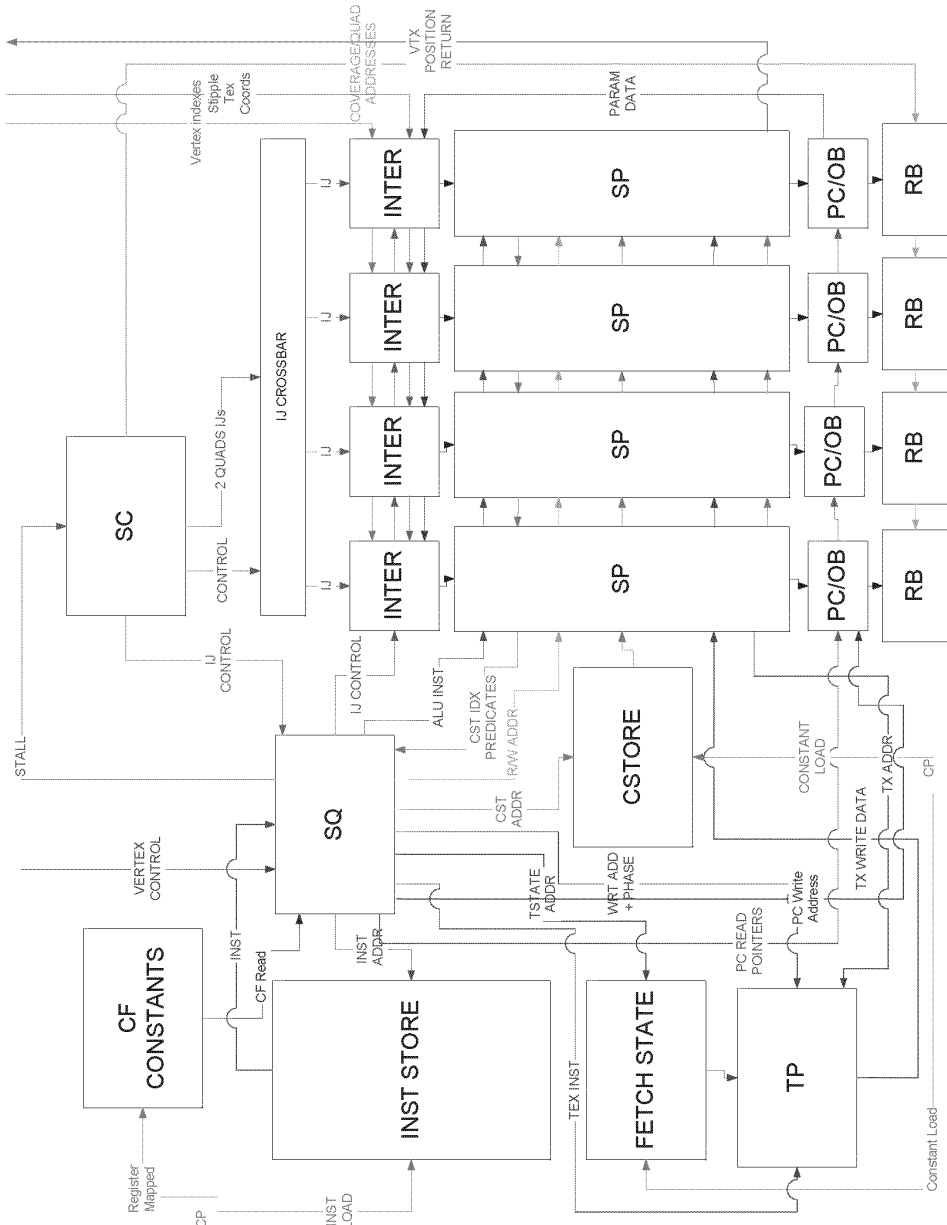 CP
Register
Mapped
CF
CONSTANTS
VERTEX
CONTROL
STALL
SC
INST
LOAD
INST
CF Read
IJ
CONTROL
CONTROL
2 QUADS IJs
Vertex indexes
Stipple
Tex
Coords
INST STORE
INST
ADDR
SQ
IJ CONTROL
IJ CROSSBAR
COVERAGE/QUAD
ADDRESSES
VTX
POSITION
RETURN
ALU INST
IJ
IJ
IJ
IJ
CST IDX
PREDICATES
INTER
INTER
INTER
INTER
R/W ADDR
CST
ADDR
TSTATE
ADDR
WRT ADD
+ PHASE
TEX INST
CSTORE
SP
SP
SP
SP
PARAM
DATA
FETCH STATE
PC READ
POINTERS
PC Write
Address
CONSTANT
LOAD
TP
TX WRITE DATA
TX ADDR
PC/OB
PC/OB
PC/OB
PC/OB
Constant Load
CP
RB
RB
RB
RB